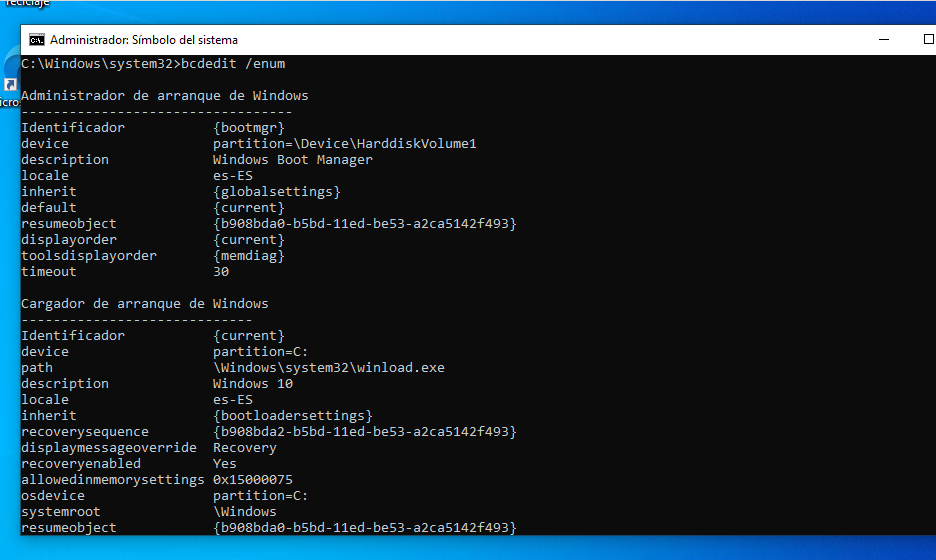 reciclaje
Administrador: Símbolo del sistema
C:\Windows\system32>bcdedit /enum
Administrador de arranque de Windows
----------------------------------
Identificador           {bootmgr}
device                  partition=\Device\HarddiskVolume1
description             Windows Boot Manager
locale                  es-ES
inherit                 {globalsettings}
default                 {current}
resumeobject            {b908bda0-b5bd-11ed-be53-a2ca5142f493}
displayorder            {current}
toolsdisplayorder       {memdiag}
timeout                 30
Cargador de arranque de Windows
-----------------------------
Identificador           {current}
device                  partition=C:
path                    \Windows\system32\winload.exe
description             Windows 10
locale                  es-ES
inherit                 {bootloadersettings}
recoverysequence        {b908bda2-b5bd-11ed-be53-a2ca5142f493}
displaymessageoverride  Recovery
recoveryenabled         Yes
allowedinmemorysettings 0x15000075
osdevice                partition=C:
systemroot              \Windows
resumeobject            {b908bda0-b5bd-11ed-be53-a2ca5142f493}